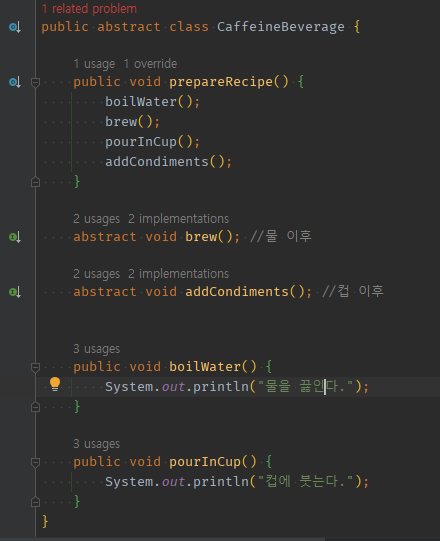 1 related problem
public abstract class CaffeineBeverage {
1 usage 1 override
public void prepareRecipe() {
boilWater();
brew();
pourInCup();
addCondiments();
}
2 usages 2 implementations
abstract void brew(); //물 이후
2 usages 2 implementations
abstract void addCondiments(); //컵 이후
3 usages
public void boilWater() {
System.out.println("물을 끓인다.");
}
3 usages
public void pourInCup() {
System.out.println("컵에 붓는다.");
}
}